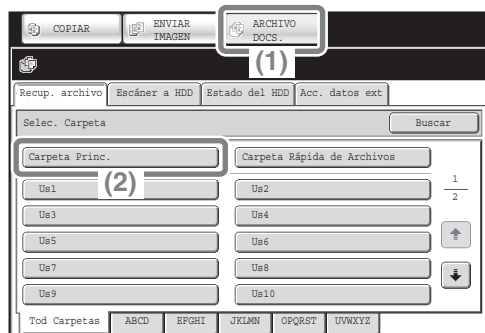 COPIAR ENVIAR IMAGEN ARCHIVO DOCS.
(1)
Recup. archivo Escáner a HDD Estado del HDD Acc. datos ext
Selec. Carpeta Buscar
Carpeta Princ. Carpeta Rápida de Archivos
(2)
Us1 Us2
1
2
Us3 Us4
Us5 Us6
Us7 Us8
Us9 Us10
Tod Carpetas ABCD EFGHI JKLMN OPQRST UVWXYZ